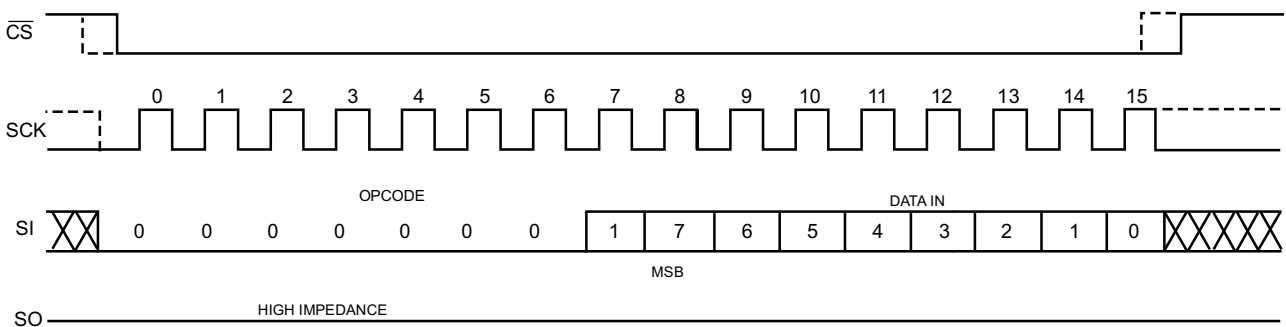 CS
0 1 2 3 4 5 6 7 8 9 10 11 12 13 14 15
SCK
OPCODE DATA IN
SI 0 0 0 0 0 0 0 1 7 6 5 4 3 2 1 0
MSB
HIGH IMPEDANCE
SO